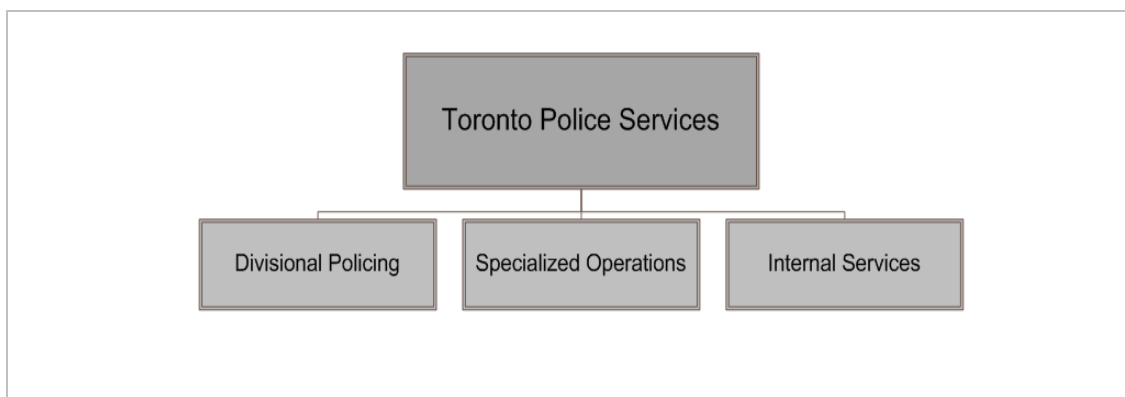 Toronto Police Services
Divisional Policing
Specialized Operations
Internal Services